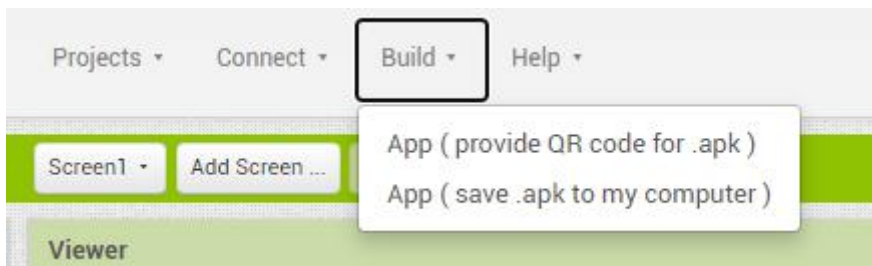 Projects Connect Build Help
App ( provide QR code for .apk )
Screen1 Add Screen ...
App ( save .apk to my computer )
Viewer